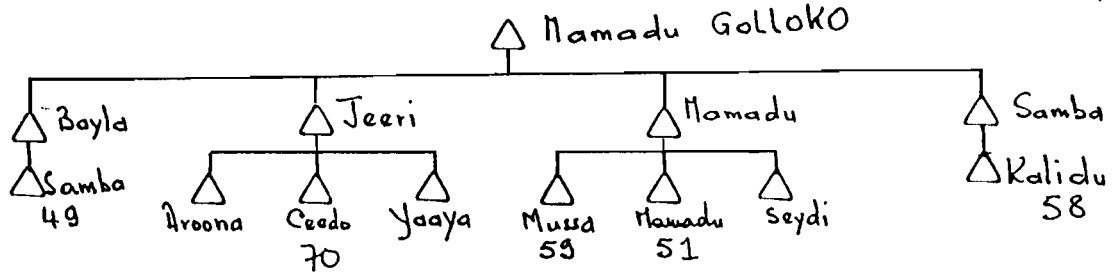 Mamadu GOLLOKO
Bayla
Jeeri
Mamadu
Samba
Samba
49
Aroona
Ceedo
70
Yaaya
Mussa
59
Mamadu
51
Seydi
Kalidu
58